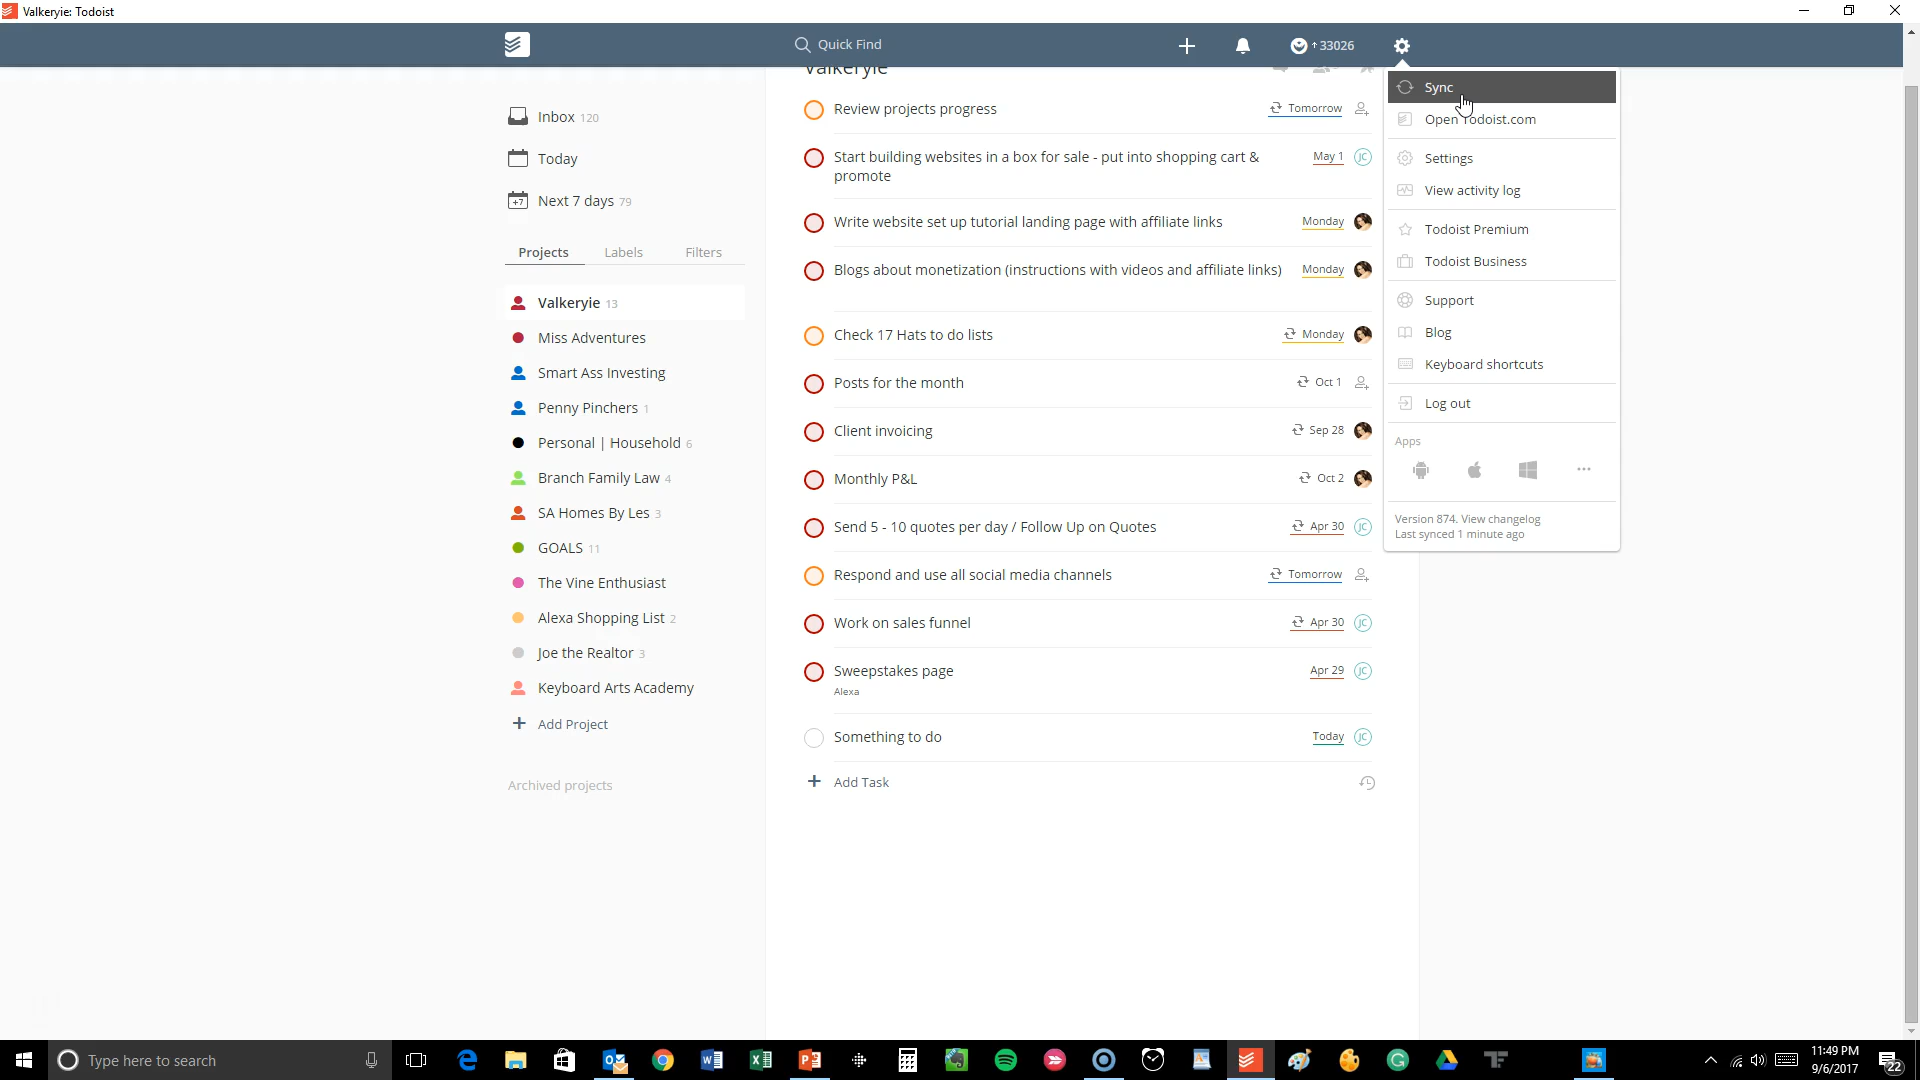 Valkeryie: Todoist
Quick Find
33026
Valkeryie
Inbox 120
Today
Next 7 days 79
Projects Labels Filters
Valkeryie 13
Miss Adventures
Smart Ass Investing
Penny Pinchers 1
Personal | Household 6
Branch Family Law 4
SA Homes By Les 3
GOALS 11
The Vine Enthusiast
Alexa Shopping List 2
Joe the Realtor 3
Keyboard Arts Academy
+ Add Project
Archived projects
Review projects progress Tomorrow
Start building websites in a box for sale - put into shopping cart & May 1 JC
promote
Write website set up tutorial landing page with affiliate links Monday
Blogs about monetization (instructions with videos and affiliate links) Monday
Check 17 Hats to do lists Monday
Posts for the month Oct 1
Client invoicing Sep 28
Monthly P&L Oct 2
Send 5 - 10 quotes per day / Follow Up on Quotes Apr 30 JC
Respond and use all social media channels Tomorrow
Work on sales funnel Apr 30 JC
Sweepstakes page Apr 29 JC
Alexa
Something to do Today JC
+ Add Task
Sync
Open Todoist.com
Settings
View activity log
Todoist Premium
Todoist Business
Support
Blog
Keyboard shortcuts
Log out
Apps
Version 874. View changelog
Last synced 1 minute ago
Type here to search
11:49 PM
9/6/2017
22